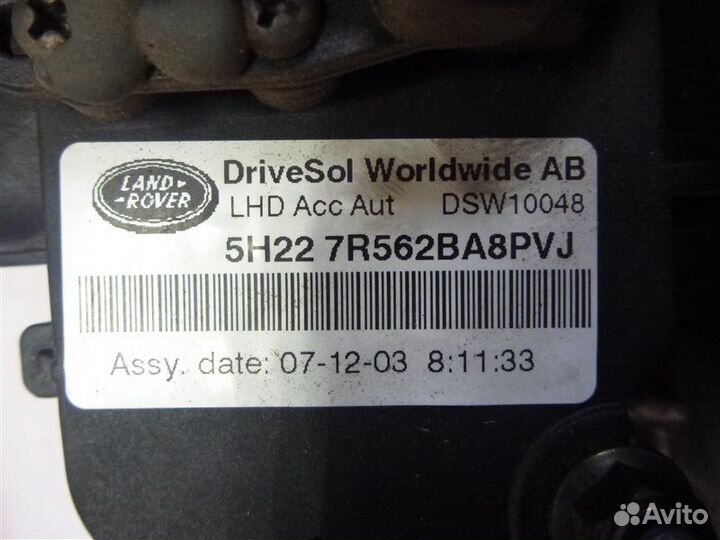 LAND
-ROVER
DriveSol Worldwide AB
LHD Acc Aut DSW10048
5H22 7R562BA8PVJ
Assy. date: 07-12-03 8:11:33
Avito